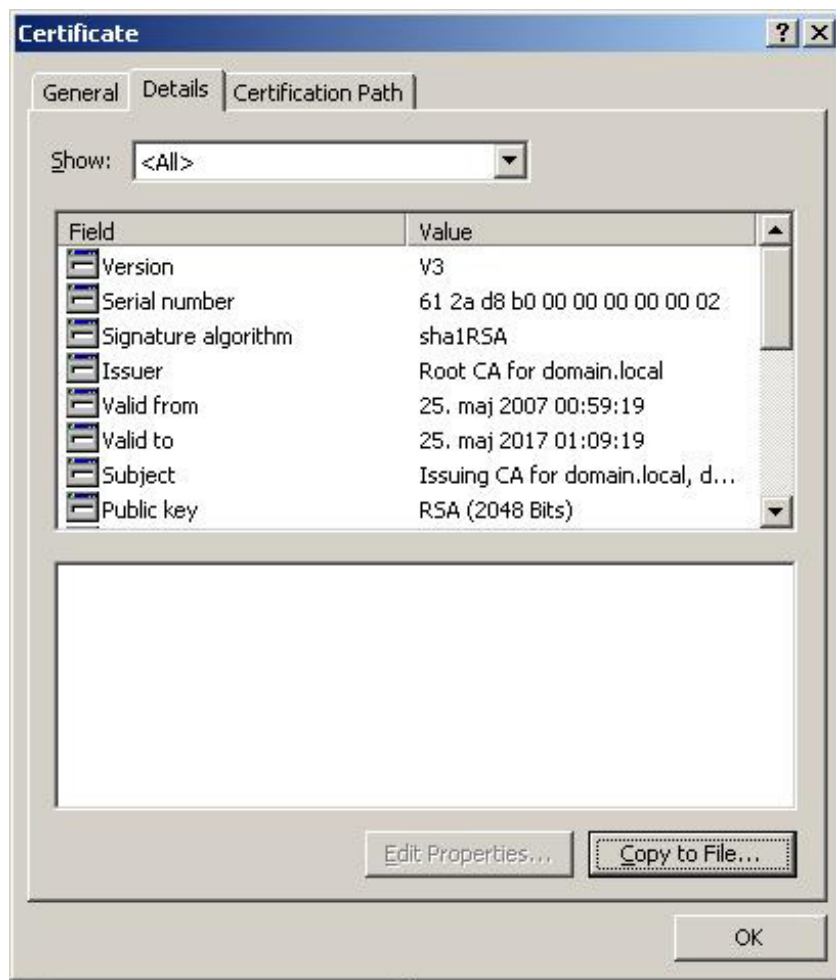 Certificate
General Details Certification Path
Show: <All>
Field Value
Version V3
Serial number 61 2a d8 b0 00 00 00 00 00 02
Signature algorithm sha1RSA
Issuer Root CA for domain.local
Valid from 25. maj 2007 00:59:19
Valid to 25. maj 2017 01:09:19
Subject Issuing CA for domain.local, d...
Public key RSA (2048 Bits)
Edit Properties... Copy to File...
OK